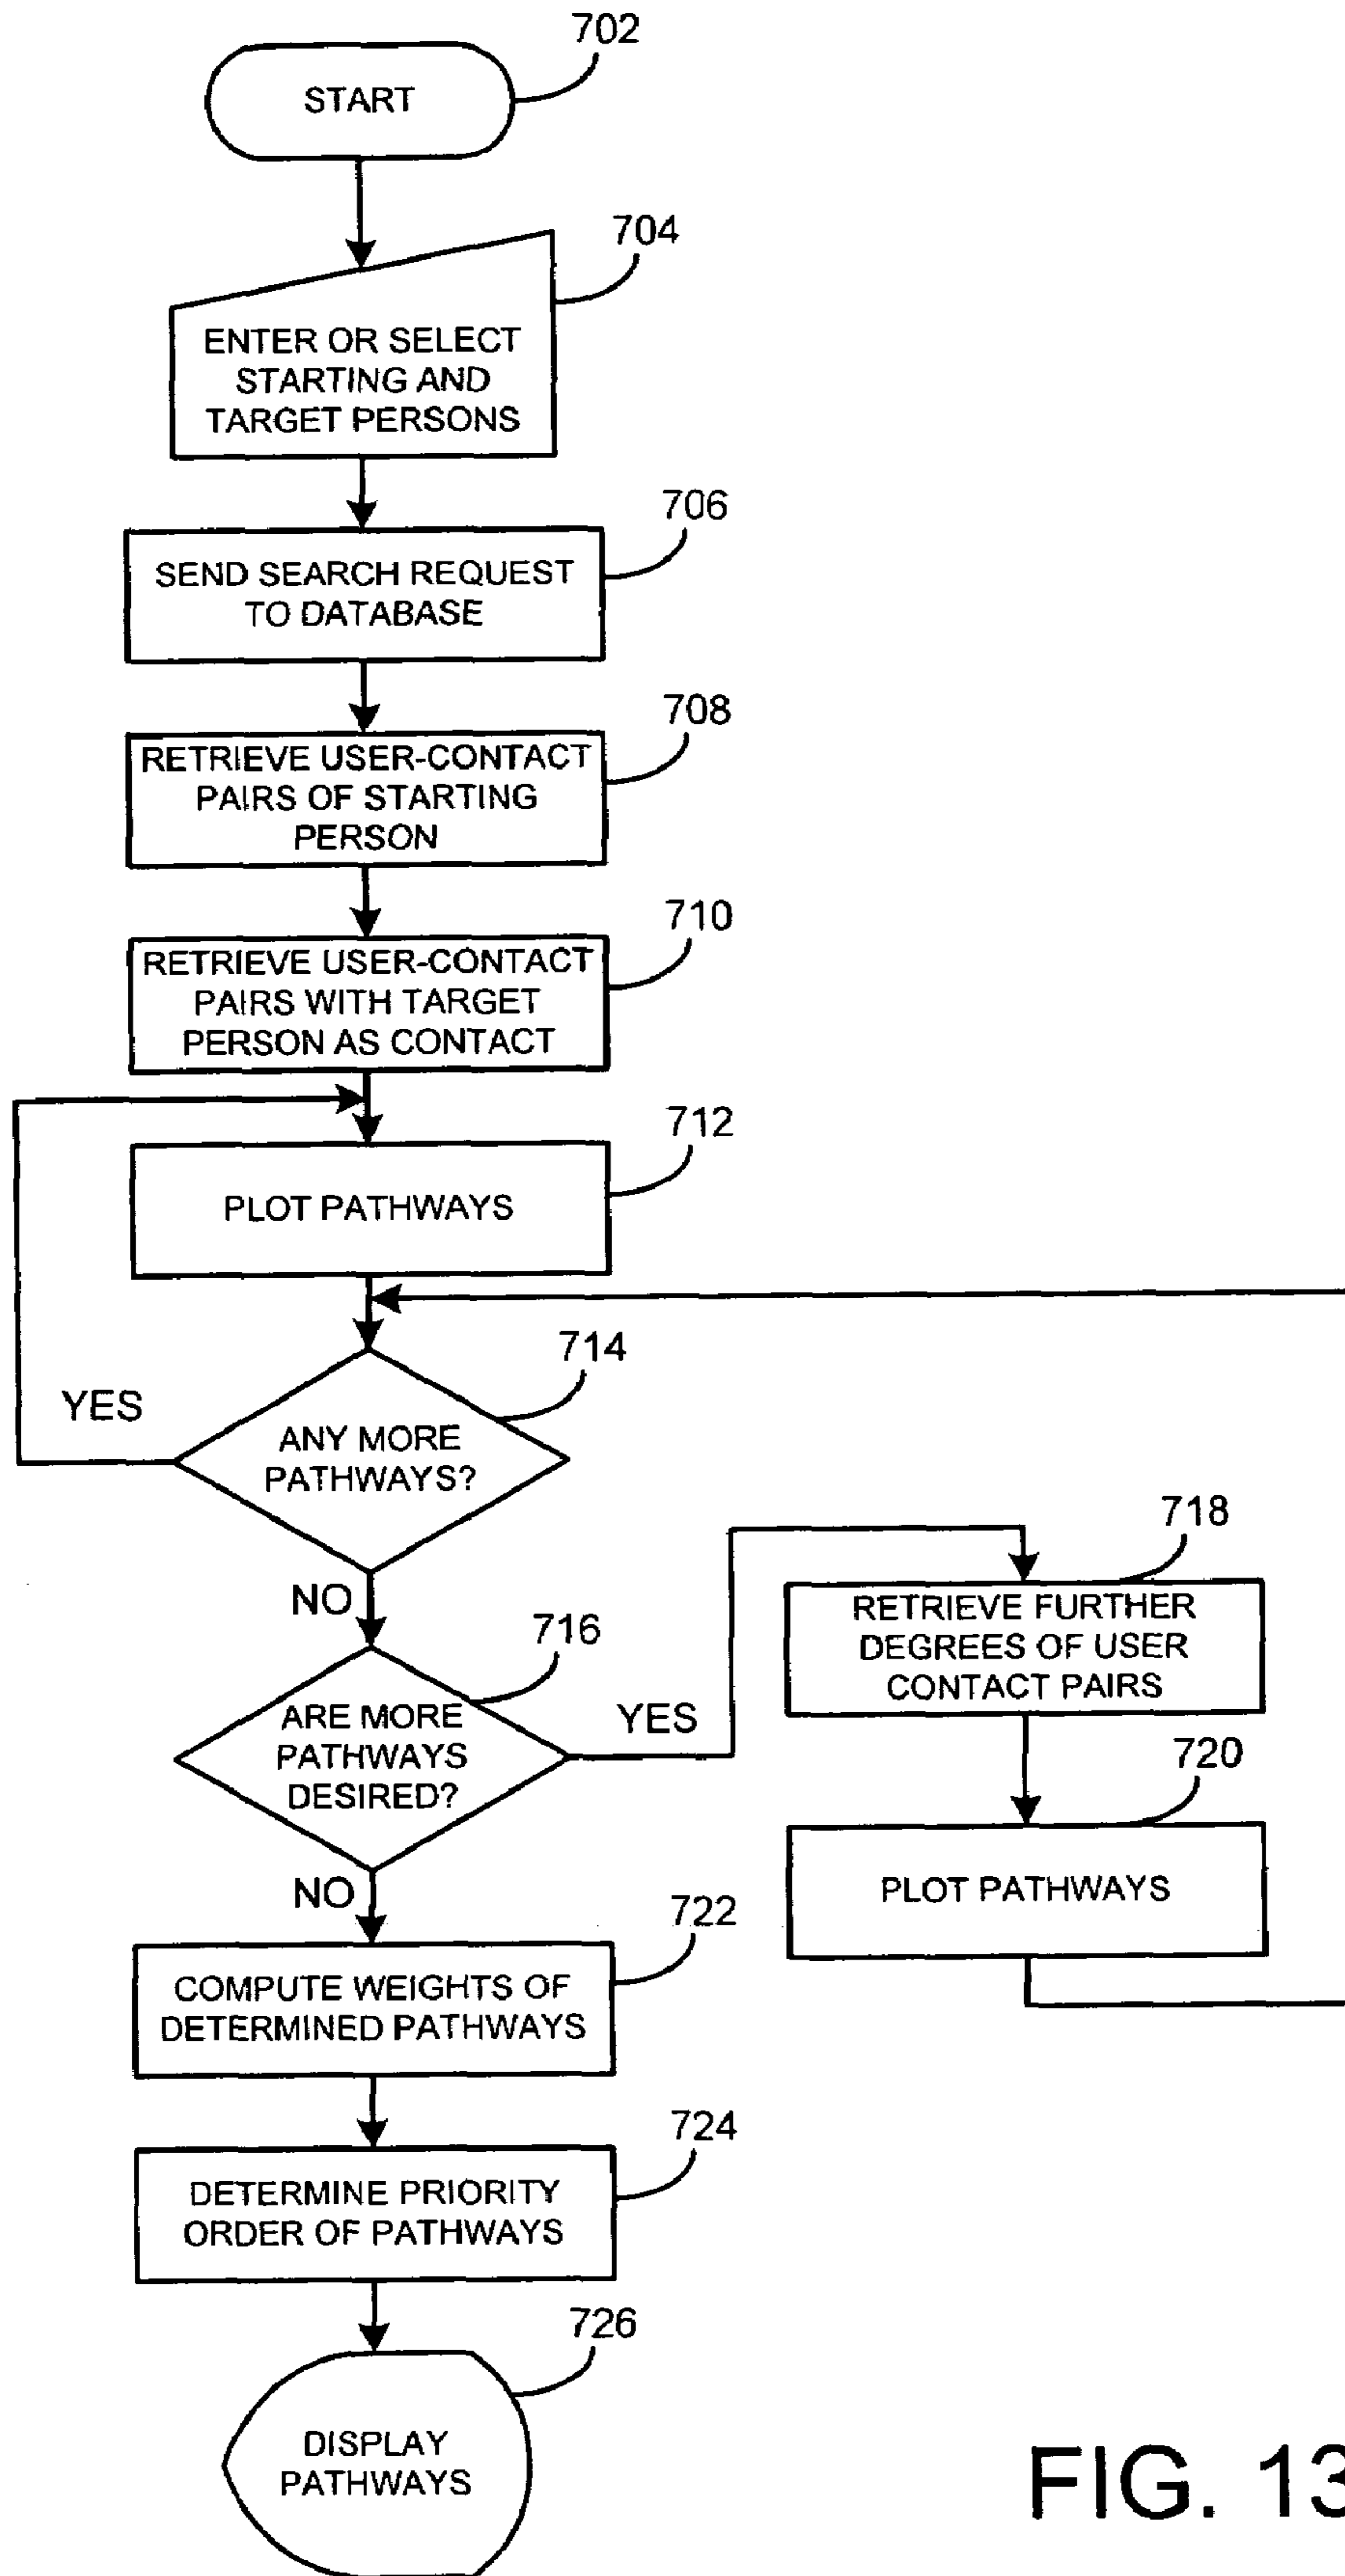 702
START
704
ENTER OR SELECT
STARTING AND
TARGET PERSONS
706
SEND SEARCH REQUEST
TO DATABASE
708
RETRIEVE USER-CONTACT
PAIRS OF STARTING
PERSON
710
RETRIEVE USER-CONTACT
PAIRS WITH TARGET
PERSON AS CONTACT
712
PLOT PATHWAYS
714
YES
ANY MORE
PATHWAYS?
NO
716
ARE MORE
PATHWAYS
DESIRED?
YES
718
RETRIEVE FURTHER
DEGREES OF USER
CONTACT PAIRS
720
PLOT PATHWAYS
NO
722
COMPUTE WEIGHTS OF
DETERMINED PATHWAYS
724
DETERMINE PRIORITY
ORDER OF PATHWAYS
726
DISPLAY
PATHWAYS
FIG. 13